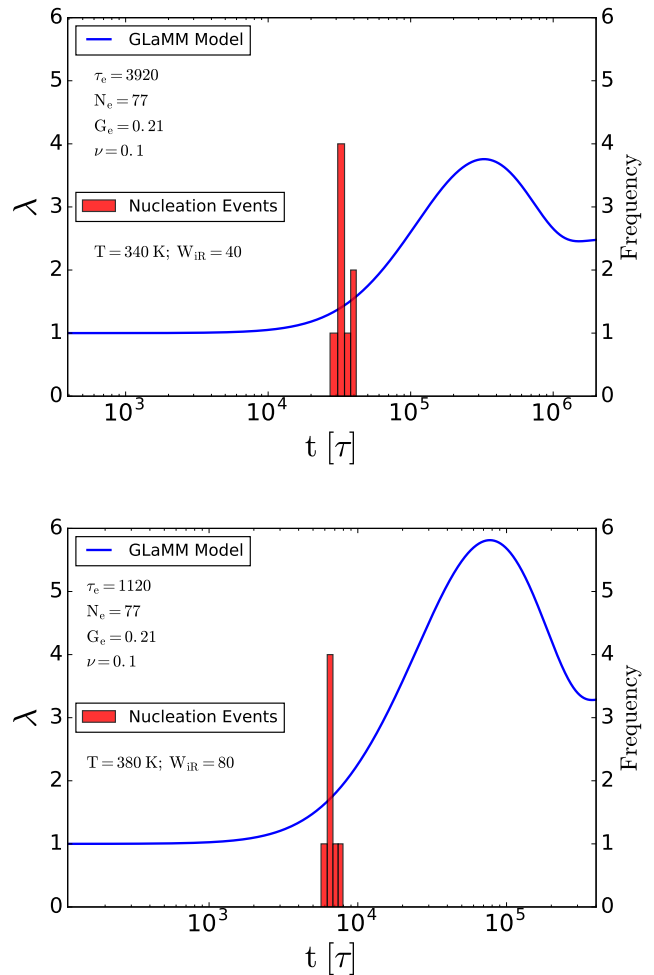 6
5
4
3
2
1
0
λ
GLaMM Model
τe = 3920
Ne = 77
Ge = 0.21
ν = 0.1
Nucleation Events
T = 340 K; WiR = 40
6
5
4
3
2
1
0
Frequency
10^3 10^4 10^5 10^6
t [τ]
6
5
4
3
2
1
0
λ
GLaMM Model
τe = 1120
Ne = 77
Ge = 0.21
ν = 0.1
Nucleation Events
T = 380 K; WiR = 80
6
5
4
3
2
1
0
Frequency
10^3 10^4 10^5
t [τ]